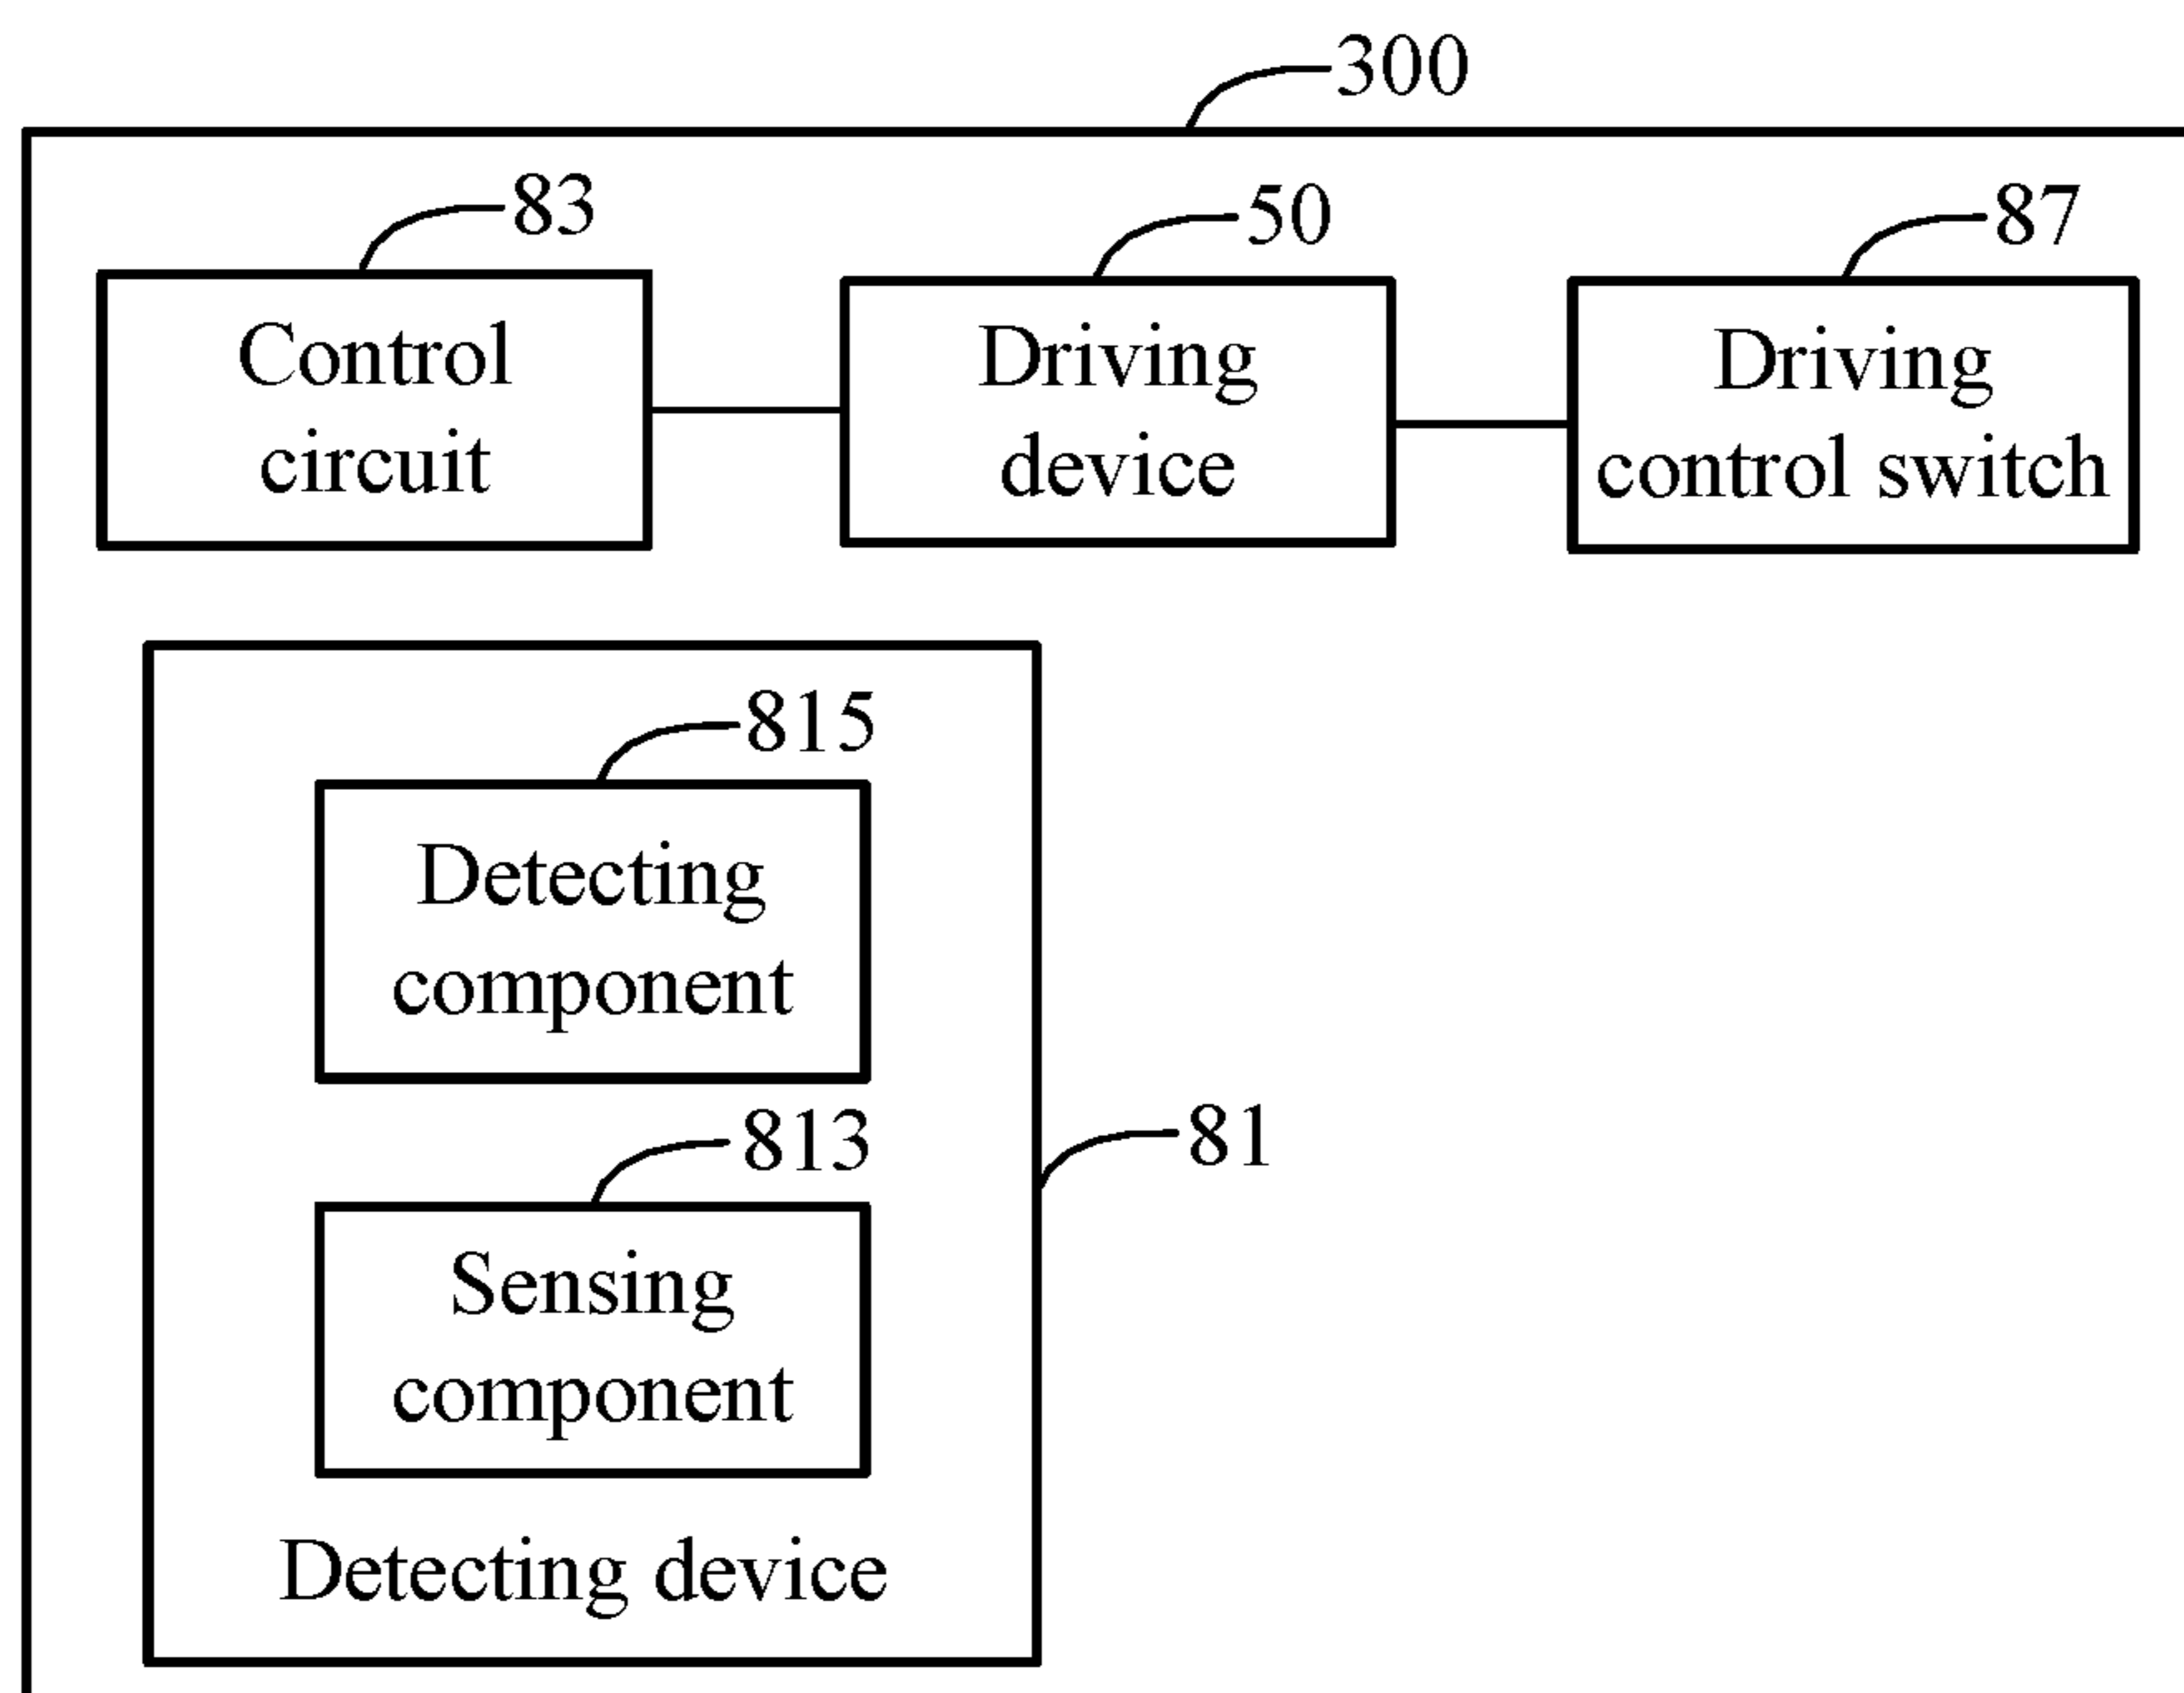 300
83
50
87
Control
circuit
Driving
device
Driving
control switch
815
Detecting
component
813
81
Sensing
component
Detecting device